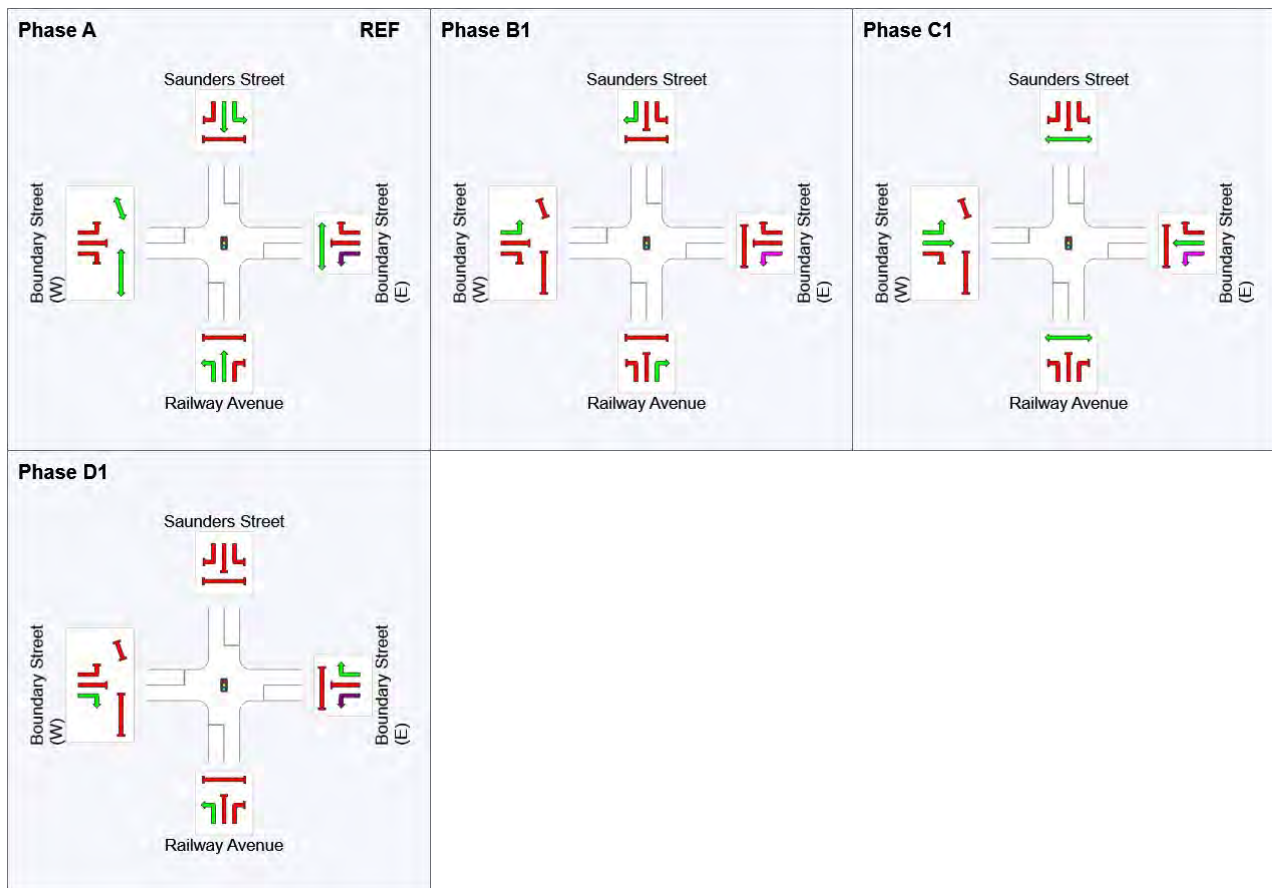 Phase A
REF
Saunders Street
Boundary Street
(W)
Boundary Street
(E)
Railway Avenue
Phase B1
Saunders Street
Boundary Street
(W)
Boundary Street
(E)
Railway Avenue
Phase C1
Saunders Street
Boundary Street
(W)
Boundary Street
(E)
Railway Avenue
Phase D1
Saunders Street
Boundary Street
(W)
Boundary Street
(E)
Railway Avenue